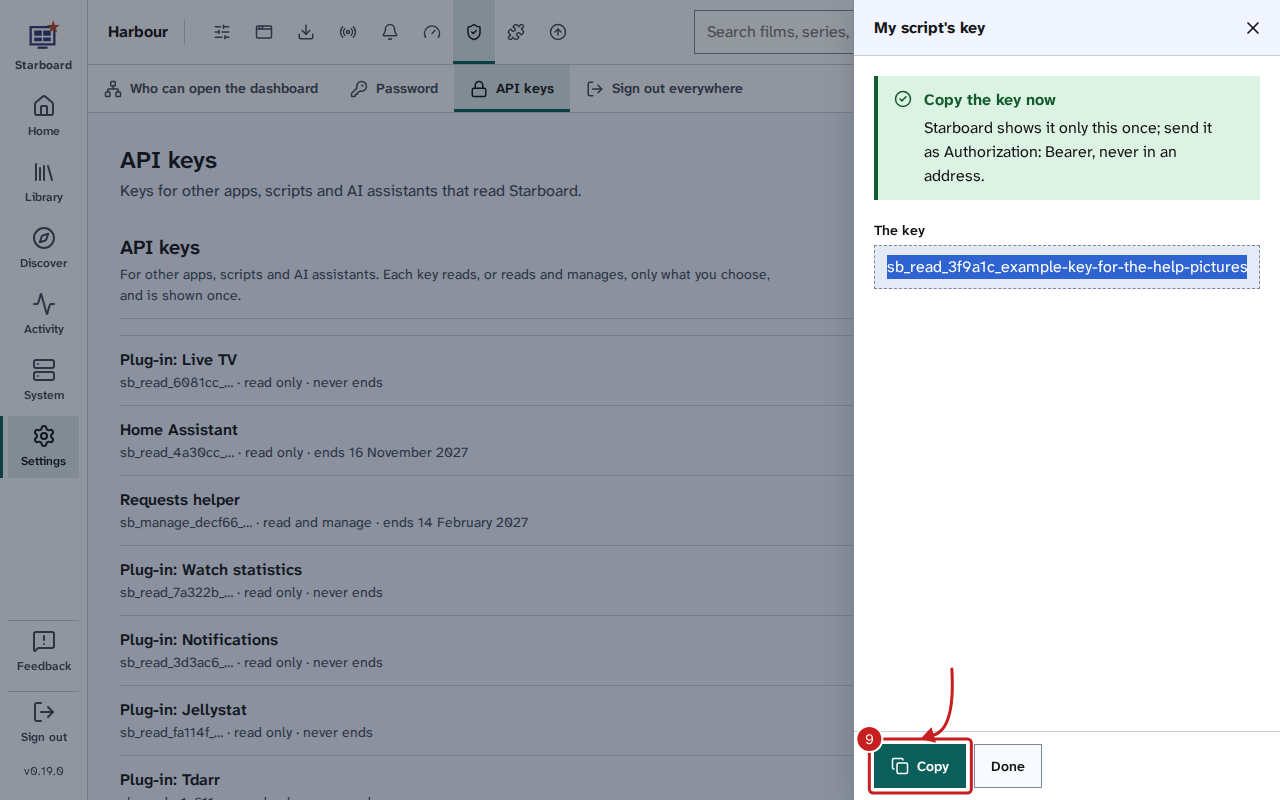 Starboard
Home
Library
Discover
Activity
System
Settings
Feedback
Sign out
v0.19.0
Harbour
Search films, series,
Who can open the dashboard
Password
API keys
Sign out everywhere
API keys
Keys for other apps, scripts and AI assistants that read Starboard.
API keys
For other apps, scripts and AI assistants. Each key reads, or reads and manages, only what you choose,
and is shown once.
Plug-in: Live TV
sb_read_6081cc_… · read only · never ends
Home Assistant
sb_read_4a30cc_… · read only · ends 16 November 2027
Requests helper
sb_manage_decf66_… · read and manage · ends 14 February 2027
Plug-in: Watch statistics
sb_read_7a322b_… · read only · never ends
Plug-in: Notifications
sb_read_3d3ac6_… · read only · never ends
Plug-in: Jellystat
sb_read_fa114f_… · read only · never ends
Plug-in: Tdarr
My script's key
Copy the key now
Starboard shows it only this once; send it
as Authorization: Bearer, never in an
address.
The key
sb_read_3f9a1c_example-key-for-the-help-pictures
9
Copy
Done